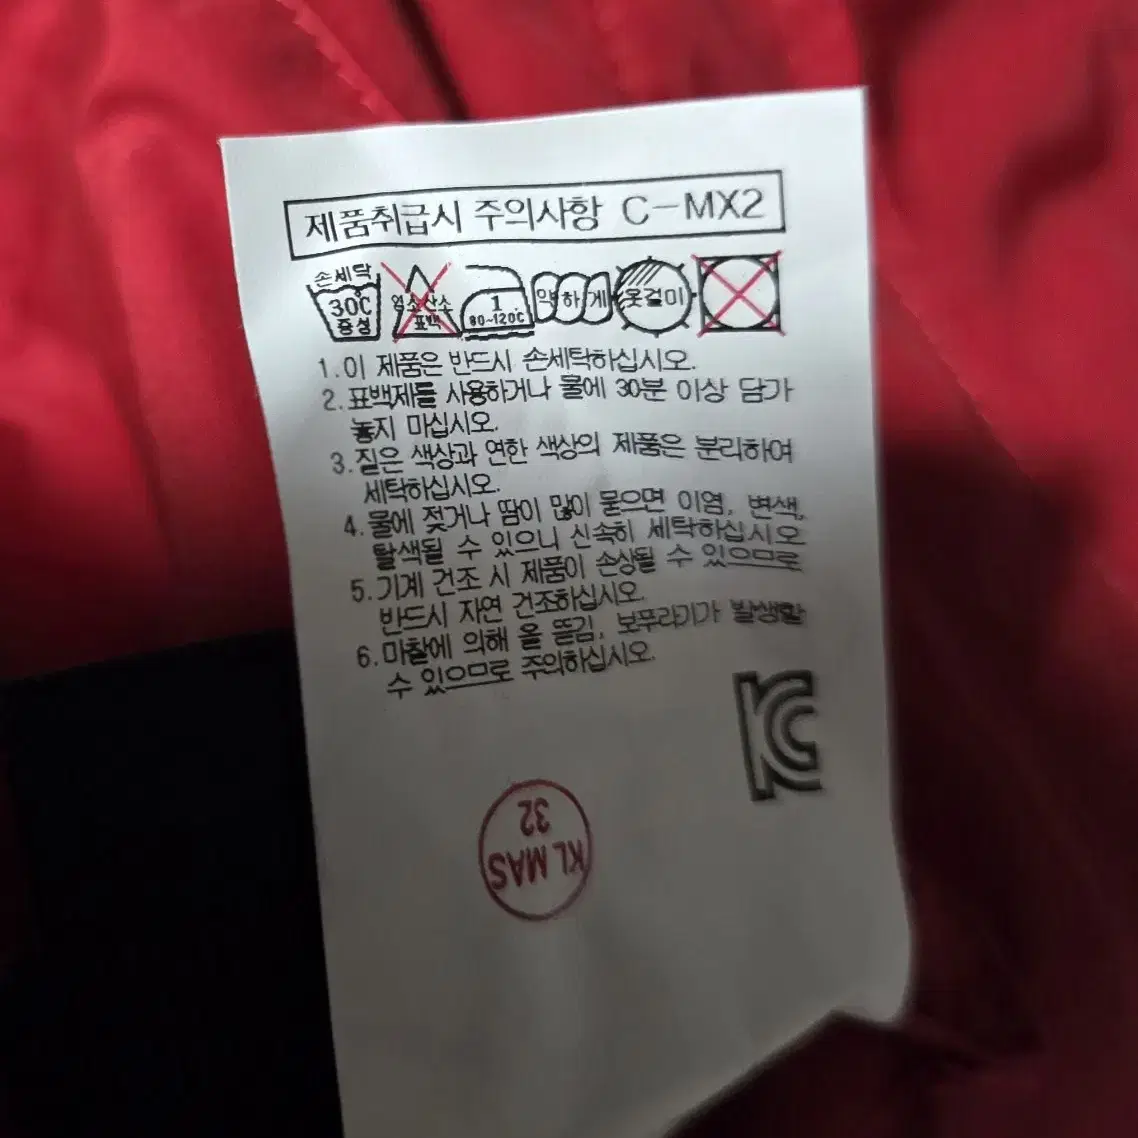 제품취급시 주의사항 C-MX2
손세탁
30℃
중성
염소산소
표백
1
80~120℃
약하게
옷걸이
1.이 제품은 반드시 손세탁하십시오.
2.표백제를 사용하거나 물에 30분 이상 담가
놓지 마십시오.
3.짙은 색상과 연한 색상의 제품은 분리하여
세탁하십시오.
4.물에 젖거나 땀이 많이 묻으면 이염, 변색,
탈색될 수 있으니 신속히 세탁하십시오
5.기계 건조 시 제품이 손상될 수 있으므로
반드시 자연 건조하십시오.
6.마찰에 의해 올 뜯김, 보푸라기가 발생할
수 있으므로 주의하십시오.
KC
KL MAS
32